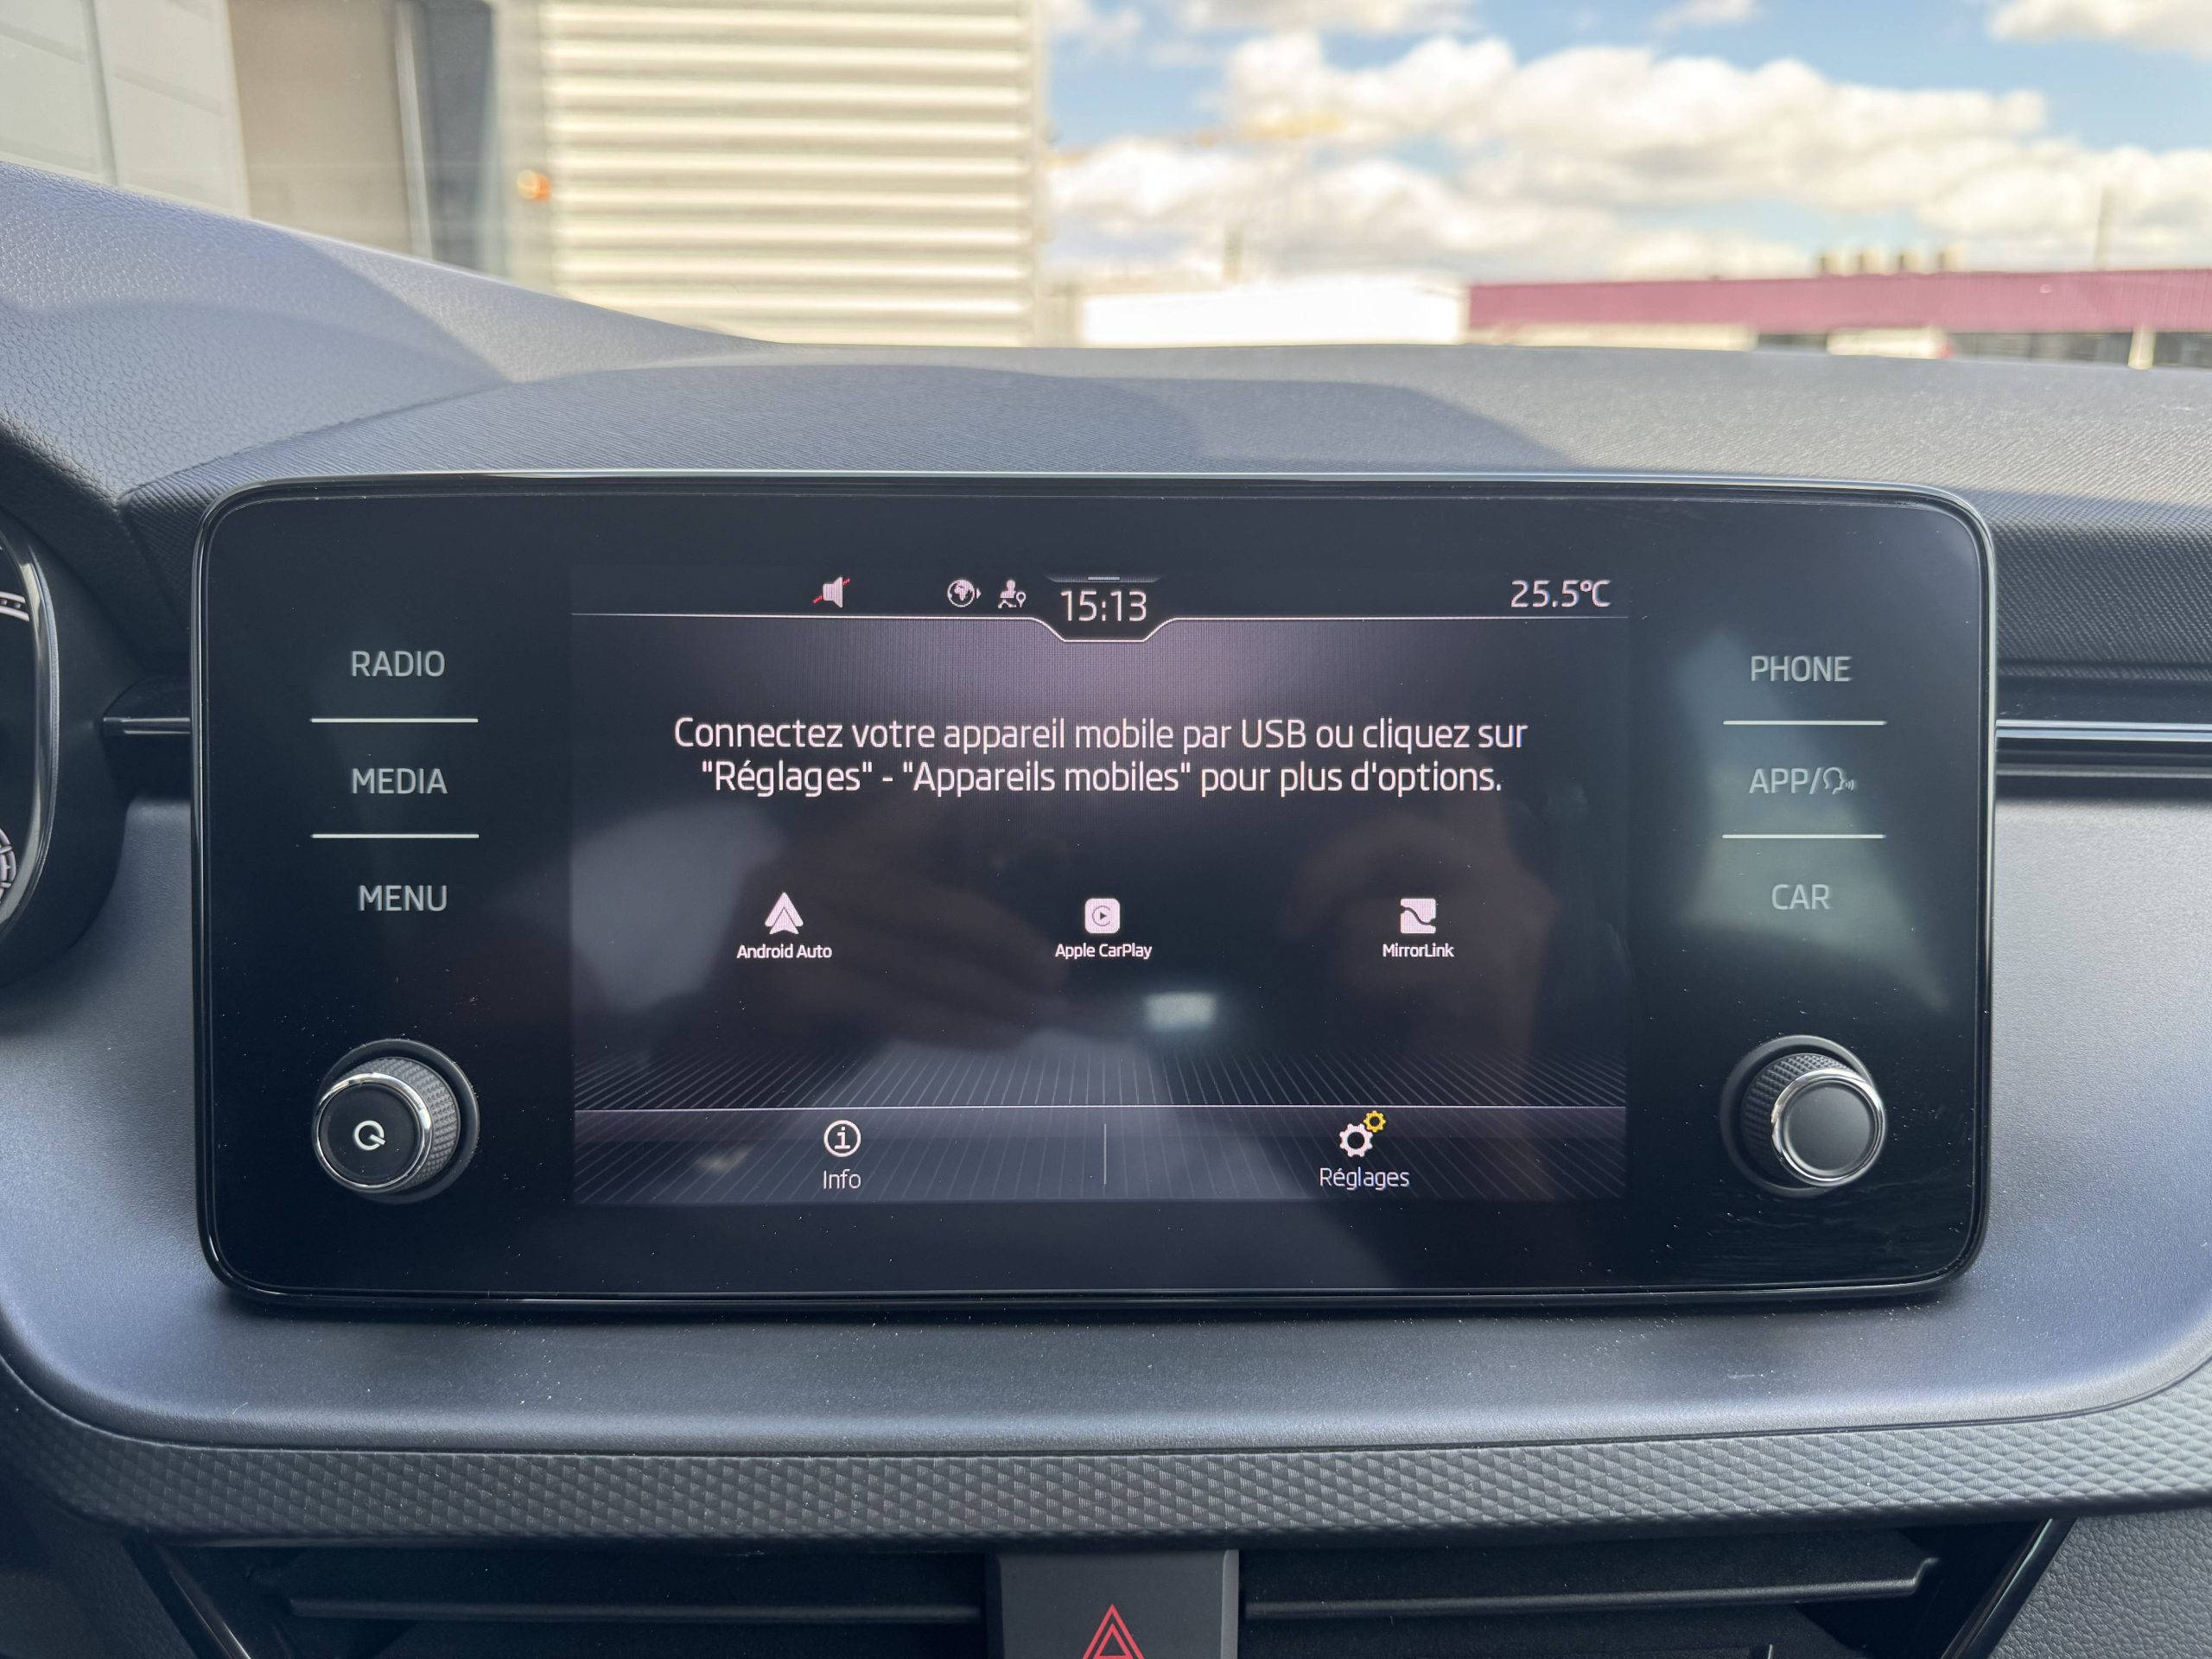 15:13
25.5°C
RADIO
MEDIA
MENU
Connectez votre appareil mobile par USB ou cliquez sur
"Réglages" - "Appareils mobiles" pour plus d'options.
Android Auto
Apple CarPlay
MirrorLink
Info
Réglages
PHONE
APP/
CAR